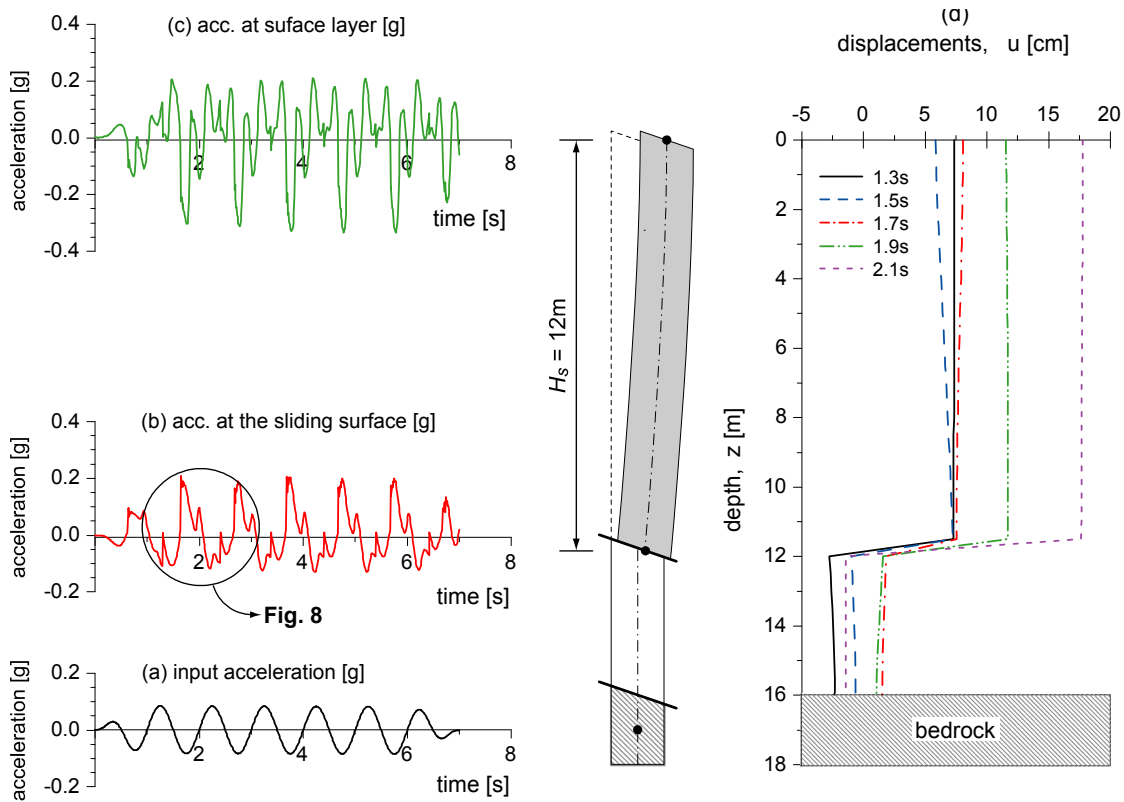 (c) acc. at suface layer [g]
acceleration [g]
0.4
0.2
0.0
-0.2
-0.4
2
4
6
8
time [s]
(b) acc. at the sliding surface [g]
acceleration [g]
0.4
0.2
0.0
-0.2
2
4
6
8
time [s]
Fig. 8
(a) input acceleration [g]
acceleration [g]
0.2
0.0
-0.2
2
4
6
8
time [s]
Hs = 12m
(d)
displacements, u [cm]
-5 0 5 10 15 20
0
2
4
6
8
10
12
14
16
18
depth, z [m]
1.3s
1.5s
1.7s
1.9s
2.1s
bedrock